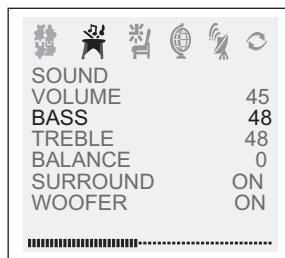 SOUND
VOLUME 45
BASS 48
TREBLE 48
BALANCE 0
SURROUND ON
WOOFER ON